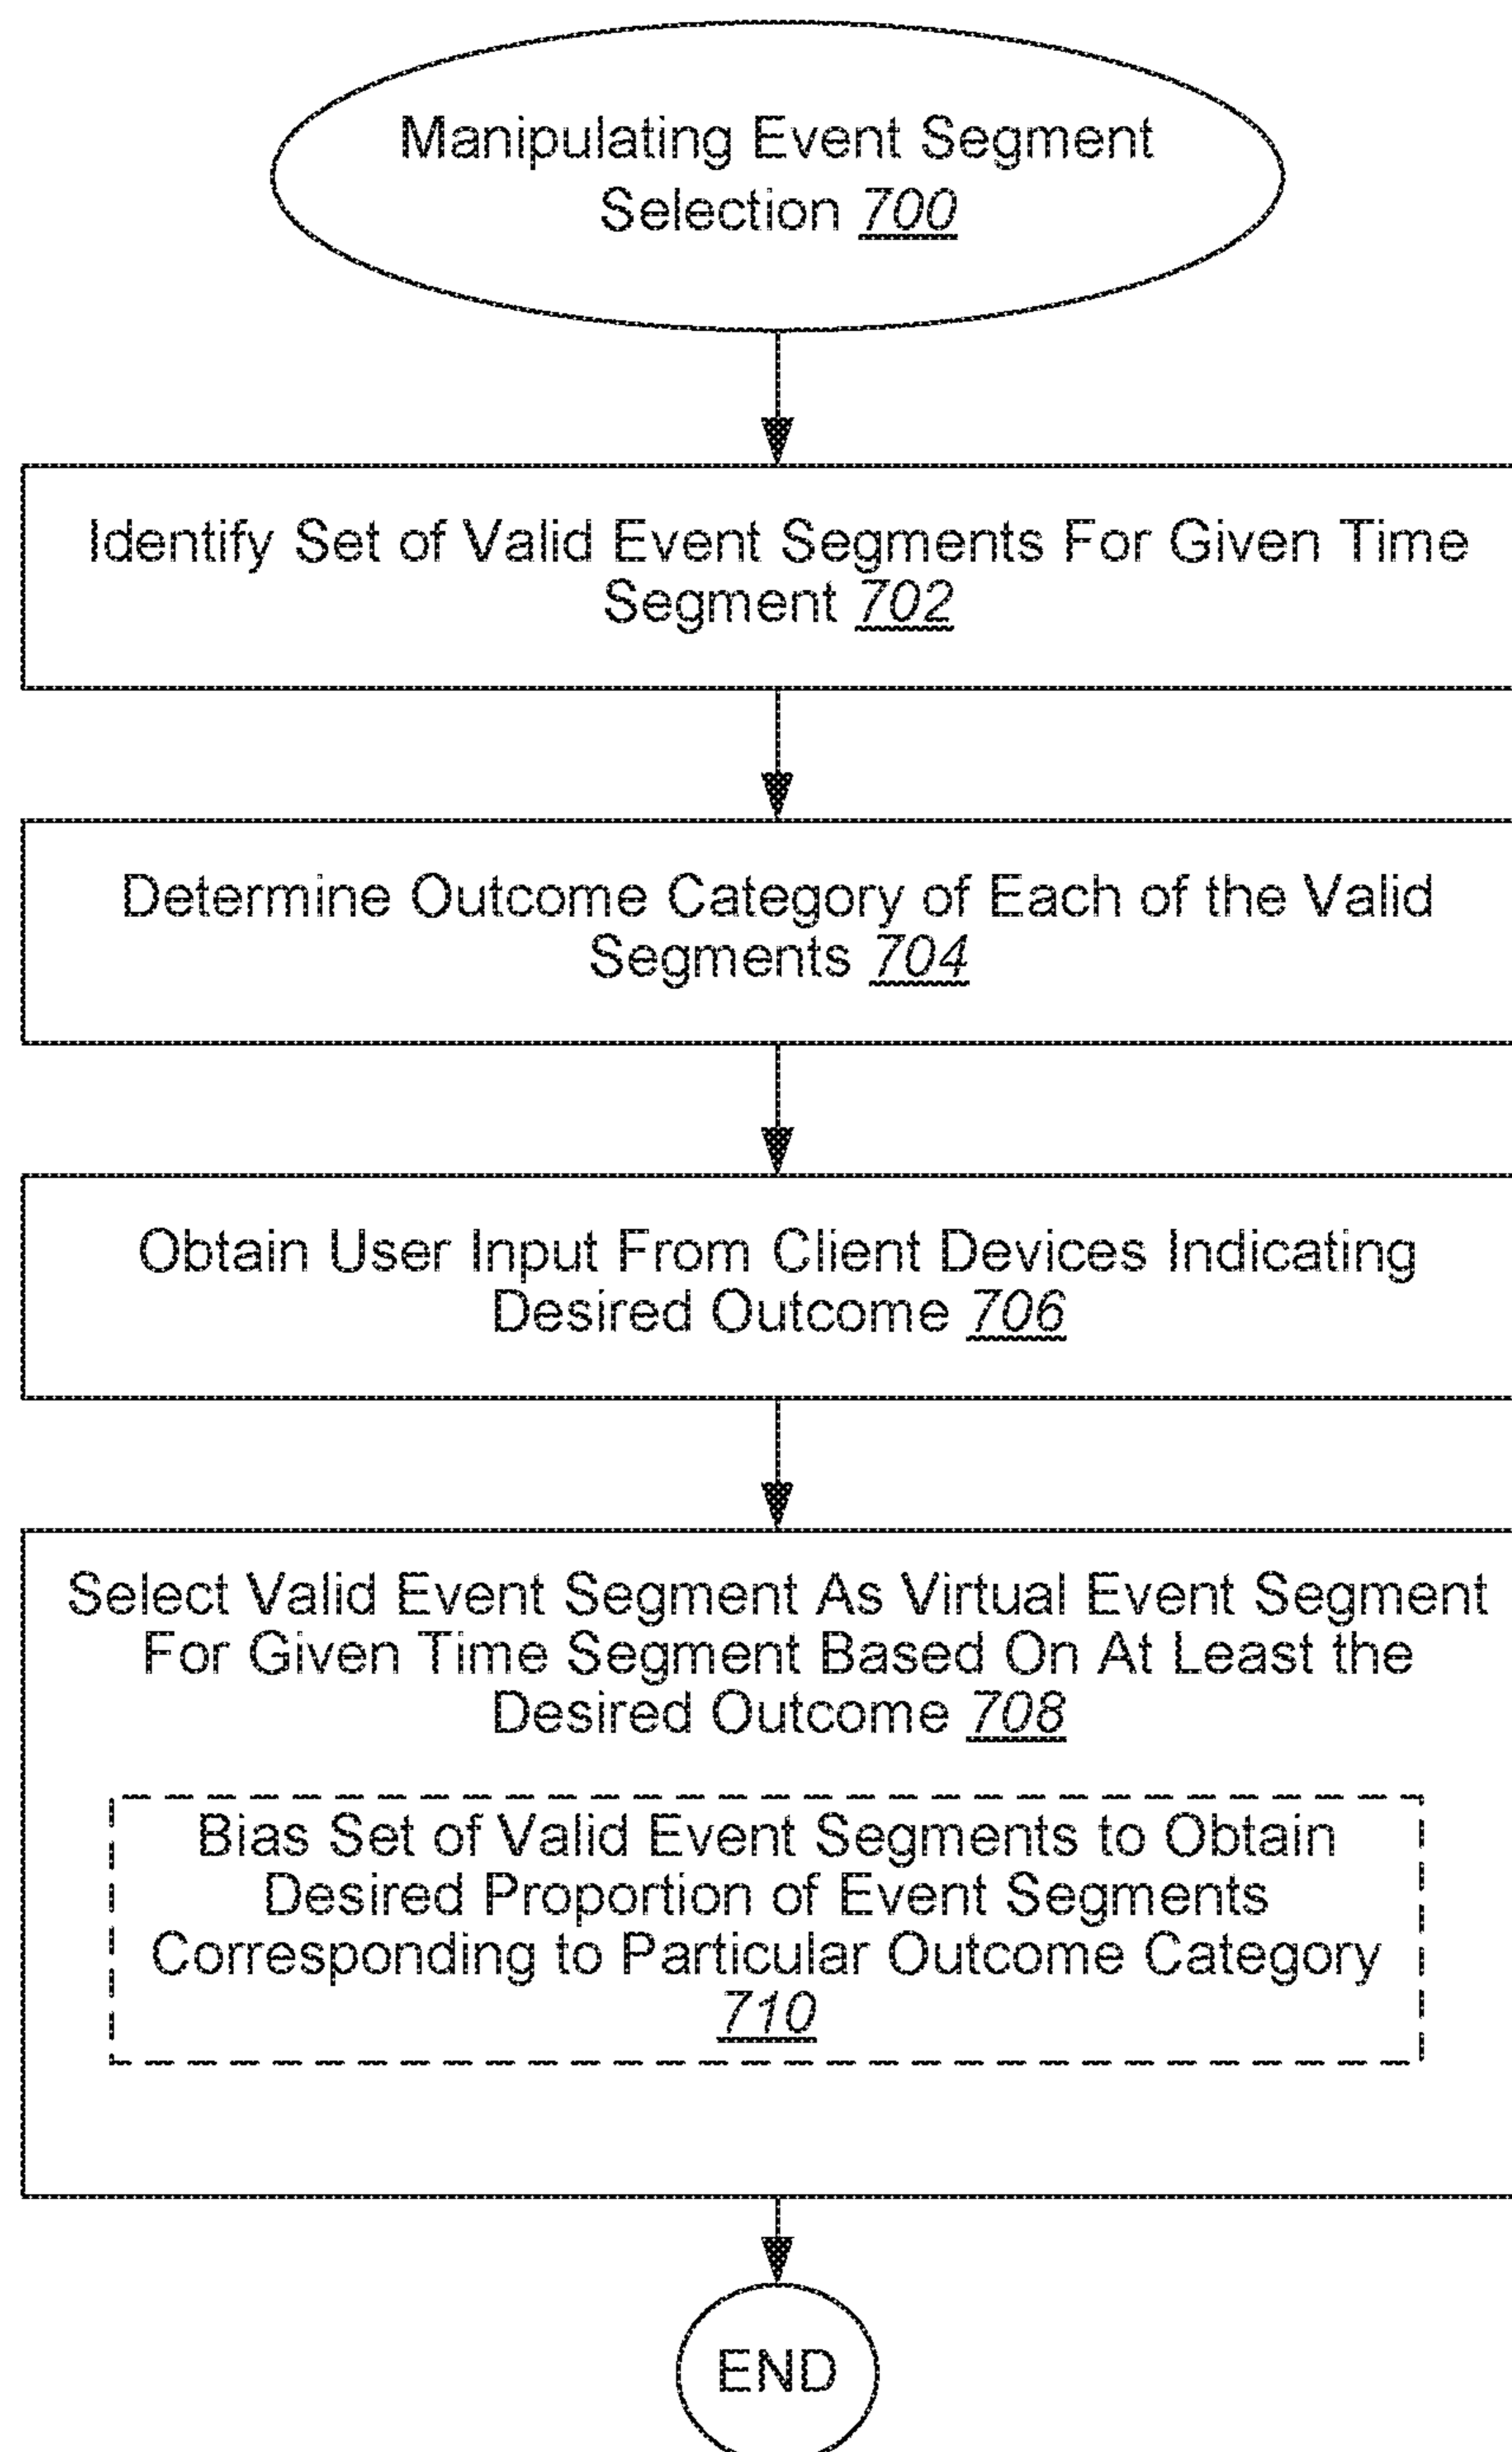 Manipulating Event Segment
Selection 700
Identify Set of Valid Event Segments For Given Time
Segment 702
Determine Outcome Category of Each of the Valid
Segments 704
Obtain User Input From Client Devices Indicating
Desired Outcome 706
Select Valid Event Segment As Virtual Event Segment
For Given Time Segment Based On At Least the
Desired Outcome 708
Bias Set of Valid Event Segments to Obtain
Desired Proportion of Event Segments
Corresponding to Particular Outcome Category
710
END